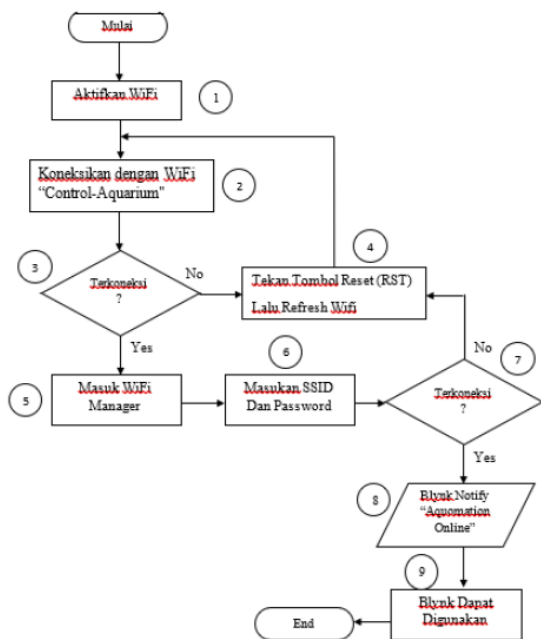 Mulai
Aktifkan WiFi
1
Koneksikan dengan WiFi
“Control-Aquarium”
2
3
Terkoneksi
?
No
4
Tekan Tombol Reset (RST)
Lalu Refresh Wifi
Yes
5
Masuk WiFi
Manager
6
Masukan SSID
Dan Password
No
7
Terkoneksi
?
Yes
8
Blynk Notify
“Aquomation
Online”
9
Blynk Dapat
Digunakan
End